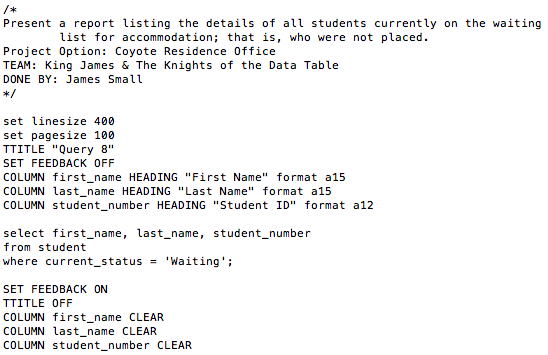 /*
Present a report listing the details of all students currently on the waiting
list for accommodation; that is, who were not placed.
Project Option: Coyote Residence Office
TEAM: King James & The Knights of the Data Table
DONE BY: James Small
*/
set linesize 400
set pagesize 100
TTITLE "Query 8"
SET FEEDBACK OFF
COLUMN first_name HEADING "First Name" format a15
COLUMN last_name HEADING "Last Name" format a15
COLUMN student_number HEADING "Student ID" format a12
select first_name, last_name, student_number
from student
where current_status = 'Waiting';
SET FEEDBACK ON
TTITLE OFF
COLUMN first_name CLEAR
COLUMN last_name CLEAR
COLUMN student_number CLEAR